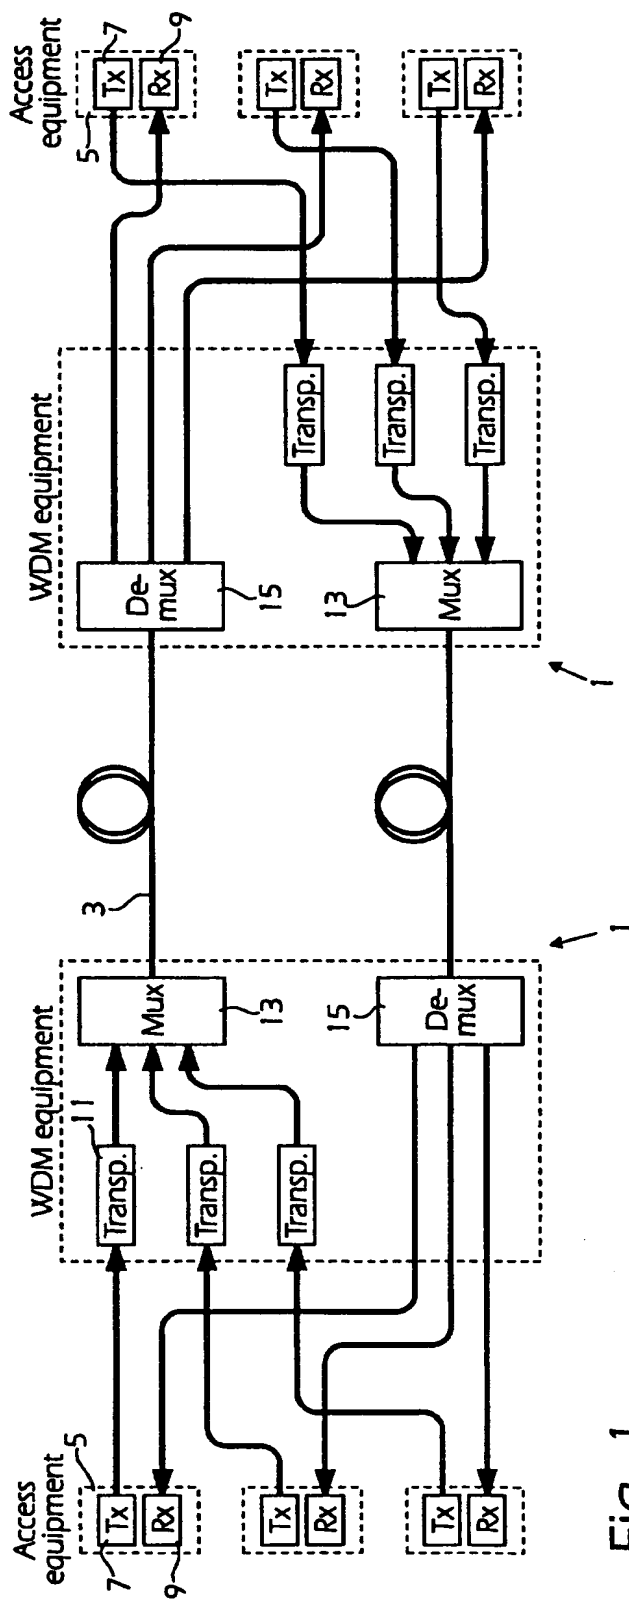 Access
equipment
5
7
Tx
Rx
9
Tx
Rx
Tx
Rx
WDM equipment
11
Transp.
Transp.
Transp.
Mux
13
15
De-
mux
1
3
WDM equipment
De-
mux
15
13
Mux
Transp.
Transp.
Transp.
1
Access
equipment
5
7
Tx
Rx
9
Tx
Rx
Tx
Rx
Fig. 1